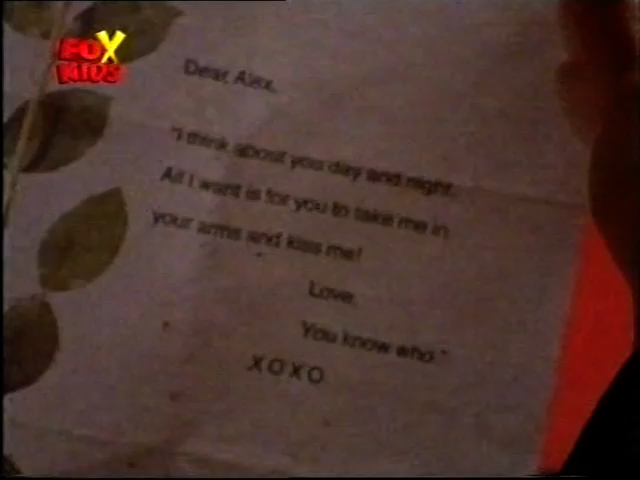 FOX
KIDS
Dear Alex,
"I think about you day and night.
All I want is for you to take me in
your arms and kiss me!
Love,
You know who."
XOXO